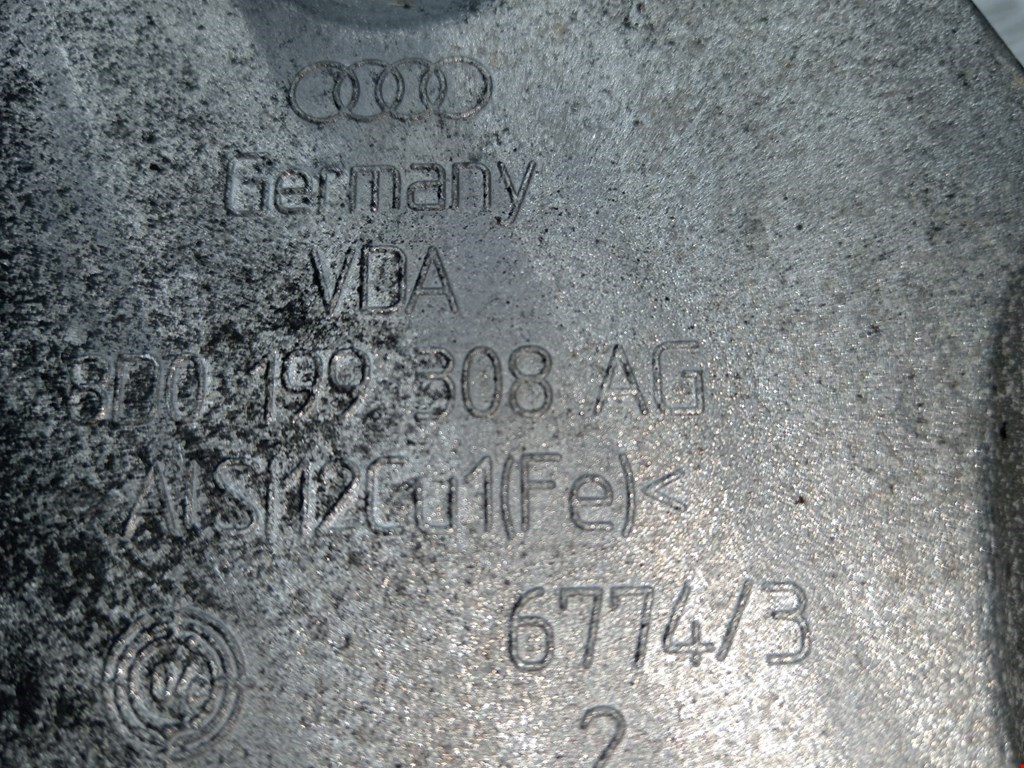 Germany
VDA
8D0 199 308 AG
AlSi12Cu1(Fe)<
6774/3
2